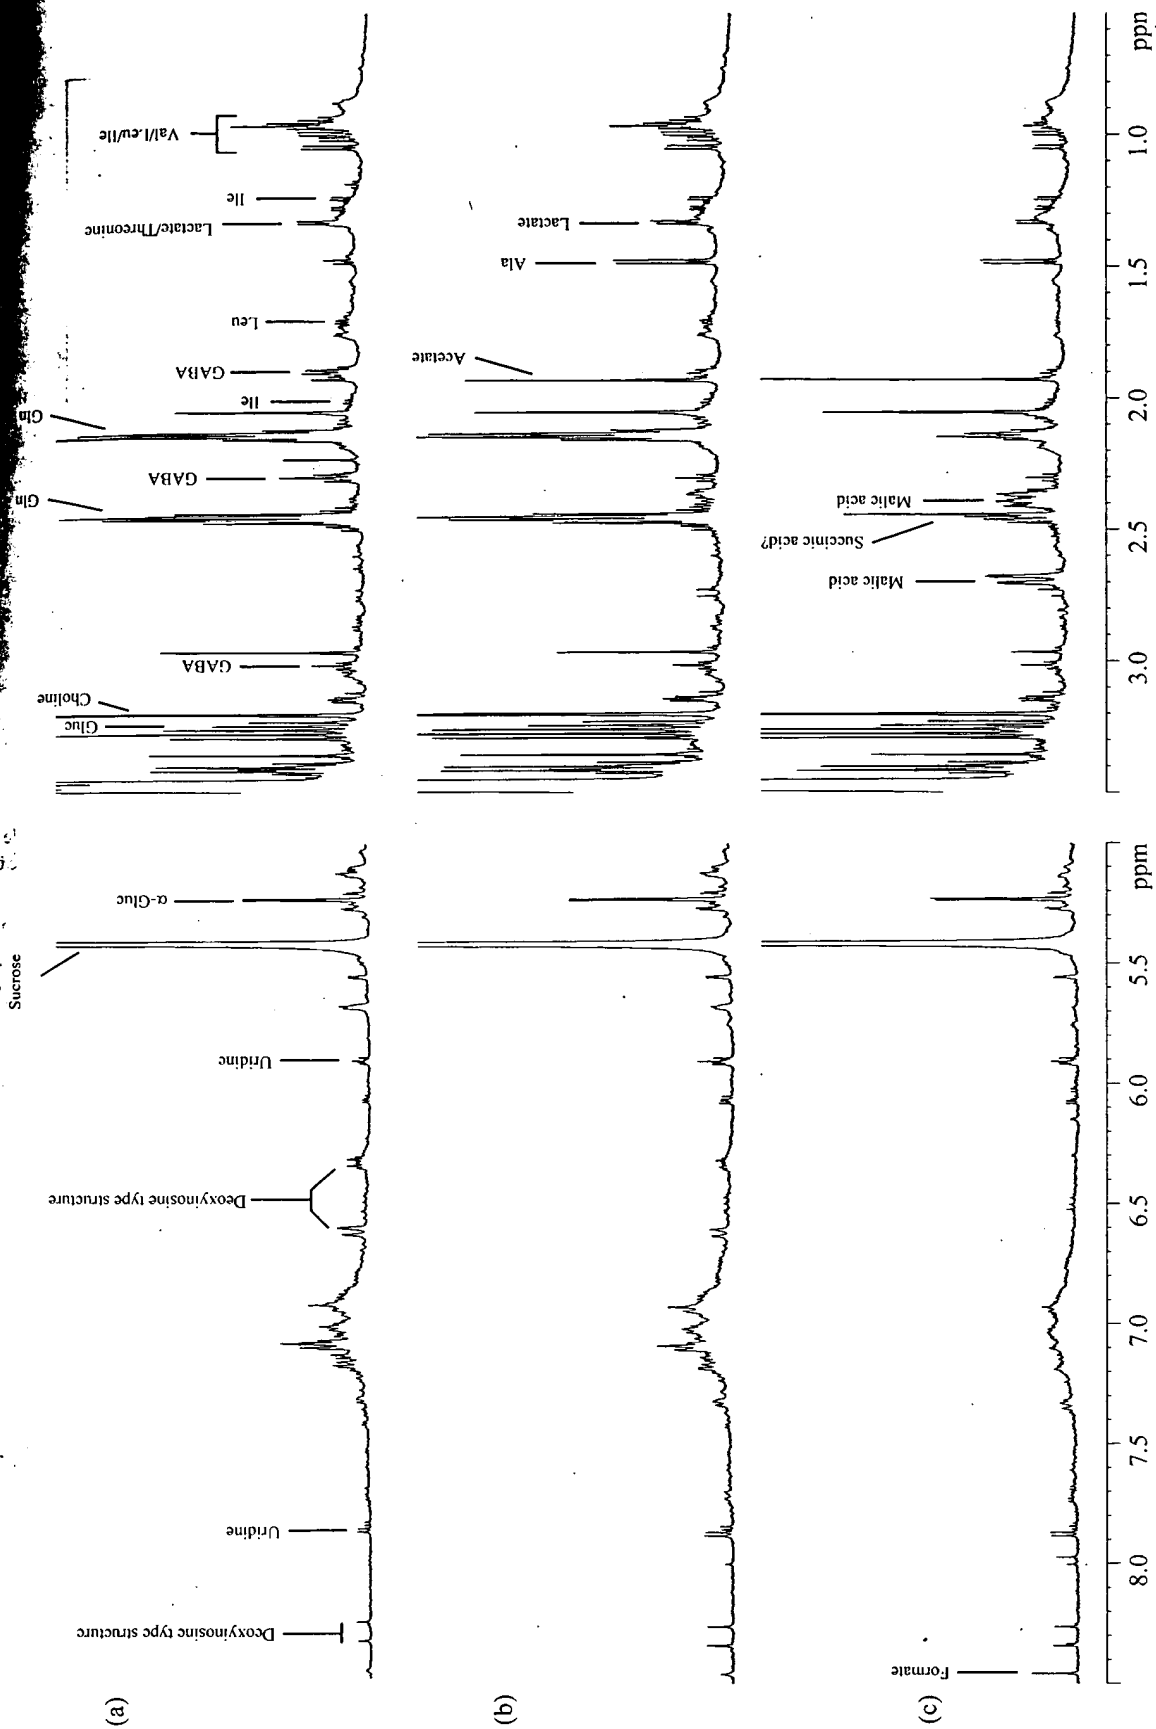 (a)
Deoxyinosine type structure
Uridine
Deoxyinosine type structure
Uridine
Sucrose
α-Gluc
Gluc
Choline
GABA
Gln
GABA
Gln
Ile
GABA
Leu
Lactate/Threonine
Ile
Val/Leu/Ile
(b)
Acetate
Ala
Lactate
(c)
Formate
Malic acid
Succinic acid?
Malic acid
8.0 7.5 7.0 6.5 6.0 5.5 ppm
3.0 2.5 2.0 1.5 1.0 ppm